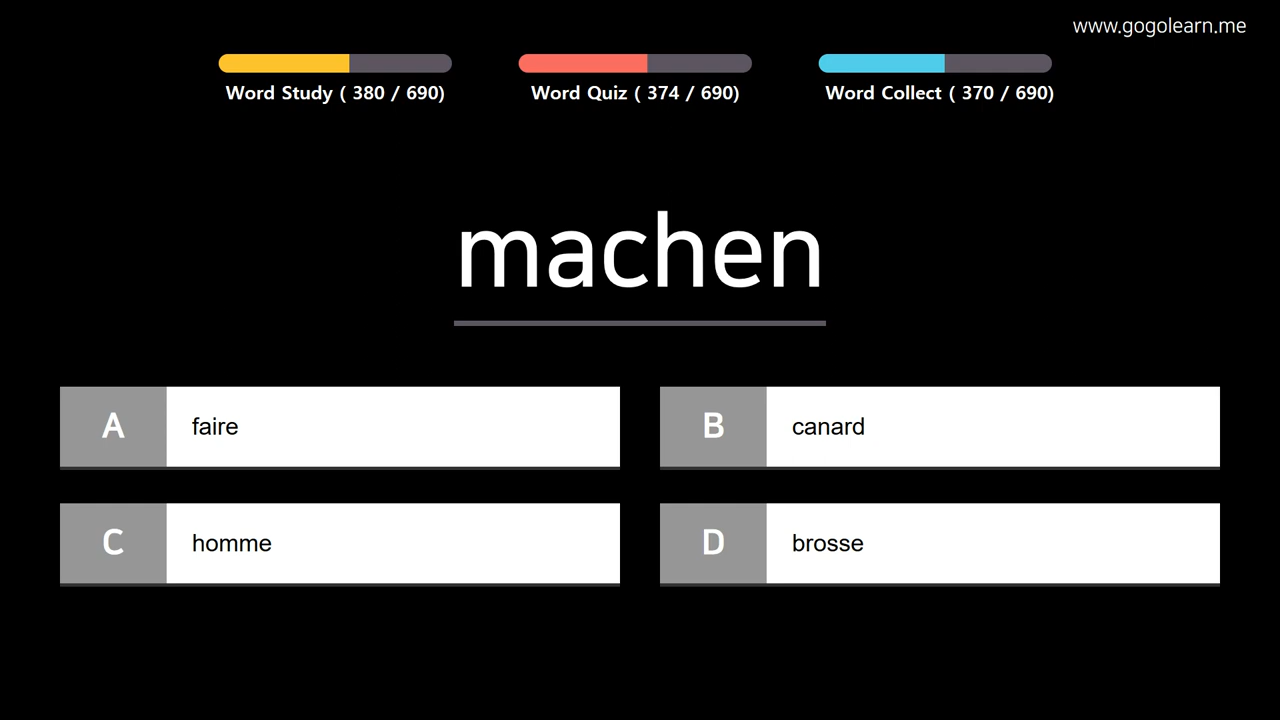 www.gogolearn.me
Word Study ( 380 / 690)
Word Quiz ( 374 / 690)
Word Collect ( 370 / 690)
machen
A faire
B canard
C homme
D brosse